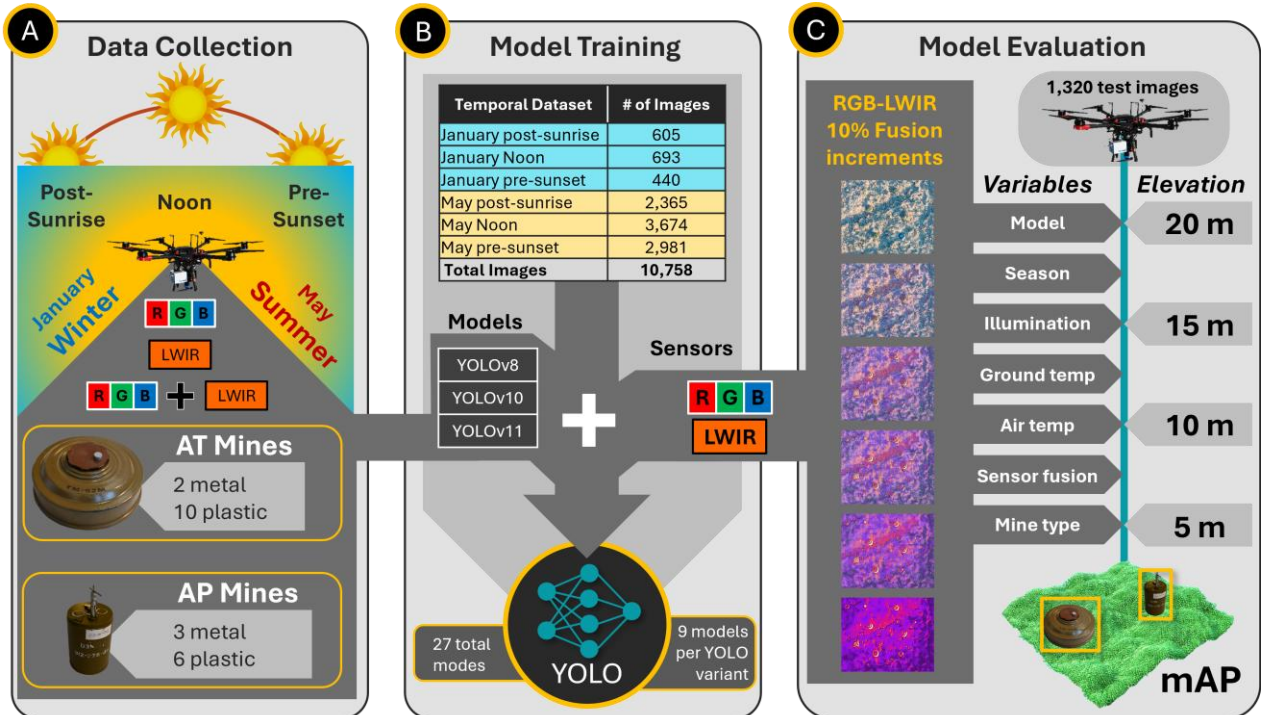 A
Data Collection
Post-
Sunrise
Noon
Pre-
Sunset
January
Winter
May
Summer
R G B
LWIR
R G B + LWIR
AT Mines
2 metal
10 plastic
AP Mines
3 metal
6 plastic
B
Model Training
Temporal Dataset # of Images
January post-sunrise 605
January Noon 693
January pre-sunset 440
May post-sunrise 2,365
May Noon 3,674
May pre-sunset 2,981
Total Images 10,758
Models
YOLOv8
YOLOv10
YOLOv11
+
Sensors
R G B
LWIR
27 total
modes
YOLO
9 models
per YOLO
variant
C
Model Evaluation
RGB-LWIR
10% Fusion
increments
1,320 test images
Variables Elevation
Model 20 m
Season
Illumination 15 m
Ground temp
Air temp 10 m
Sensor fusion
Mine type 5 m
mAP